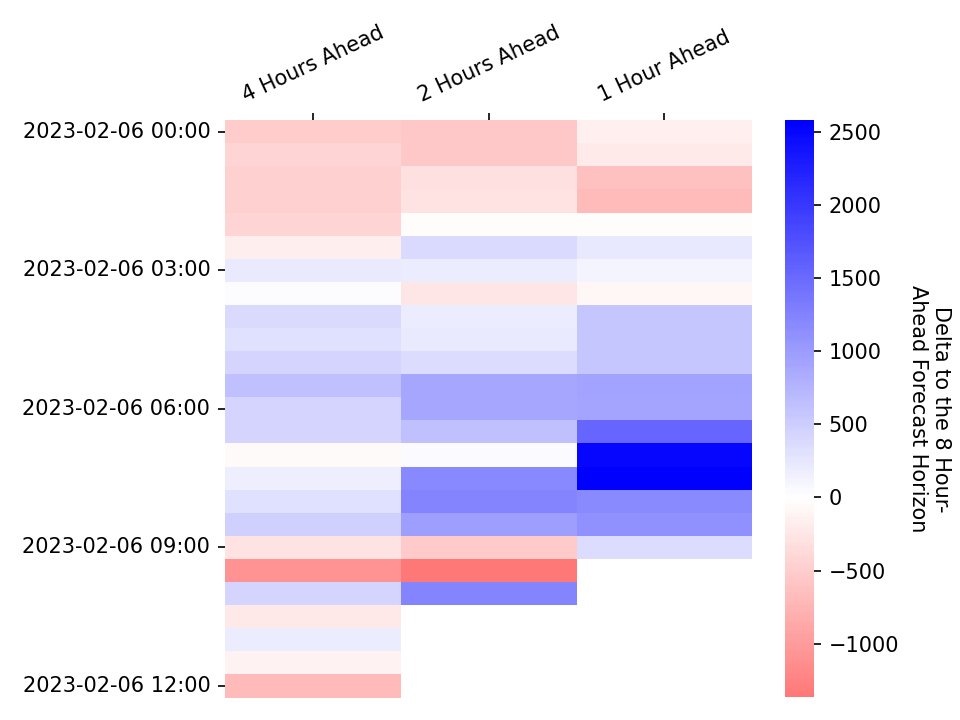 4 Hours Ahead
2 Hours Ahead
1 Hour Ahead
2023-02-06 00:00
2023-02-06 03:00
2023-02-06 06:00
2023-02-06 09:00
2023-02-06 12:00
2500
2000
1500
1000
500
0
−500
−1000
Delta to the 8 Hour-
Ahead Forecast Horizon